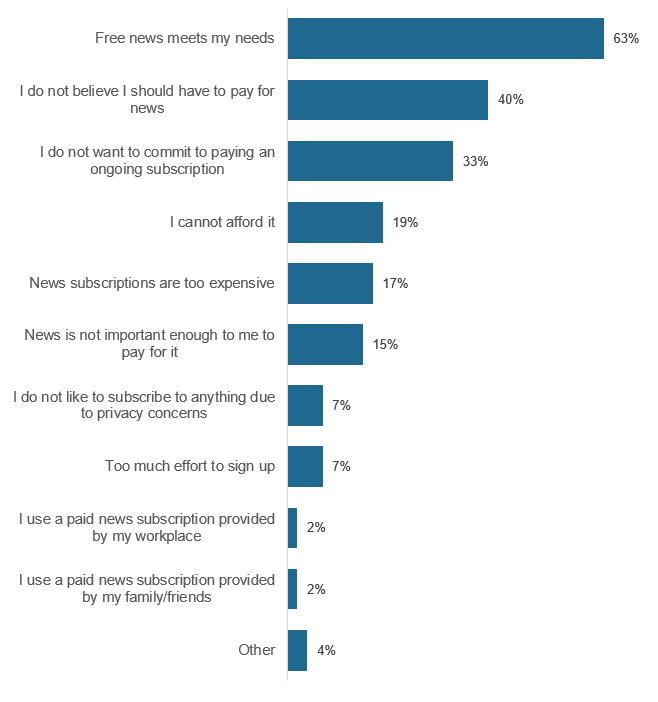 Free news meets my needs
63%
I do not believe I should have to pay for
news
40%
I do not want to commit to paying an
ongoing subscription
33%
I cannot afford it
19%
News subscriptions are too expensive
17%
News is not important enough to me to
pay for it
15%
I do not like to subscribe to anything due
to privacy concerns
7%
Too much effort to sign up
7%
I use a paid news subscription provided
by my workplace
2%
I use a paid news subscription provided
by my family/friends
2%
Other
4%